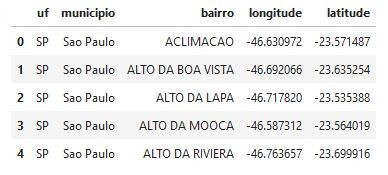 uf municipio bairro longitude latitude
0 SP Sao Paulo ACLIMACAO -46.630972 -23.571487
1 SP Sao Paulo ALTO DA BOA VISTA -46.692066 -23.635254
2 SP Sao Paulo ALTO DA LAPA -46.717820 -23.535388
3 SP Sao Paulo ALTO DA MOOCA -46.587312 -23.564019
4 SP Sao Paulo ALTO DA RIVIERA -46.763657 -23.699916